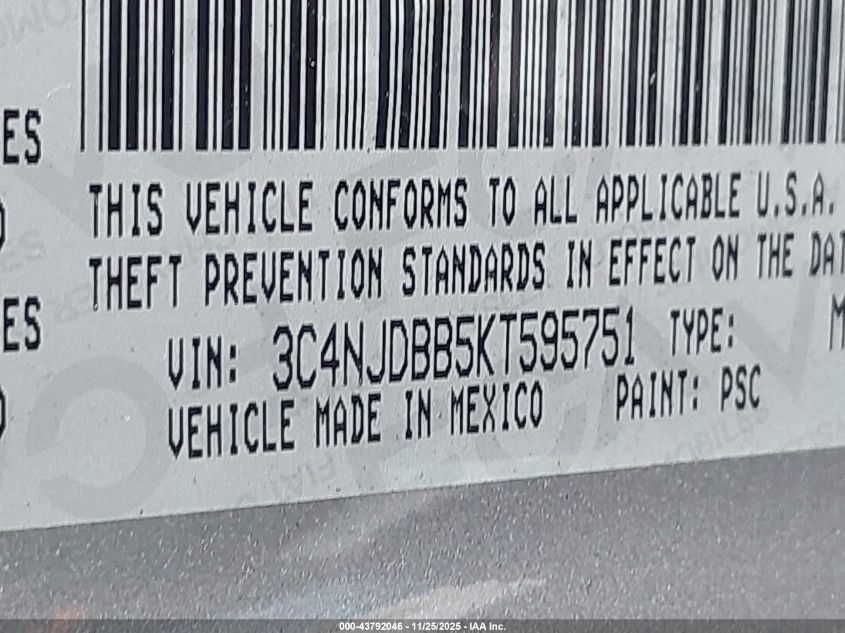 ES
THIS VEHICLE CONFORMS TO ALL APPLICABLE U.S.A.
THEFT PREVENTION STANDARDS IN EFFECT ON THE DAT
ES
VIN: 3C4NJDBB5KT595751 TYPE: M
VEHICLE MADE IN MEXICO PAINT: PSC
000-43792046 - 11/25/2025 - IAA Inc.